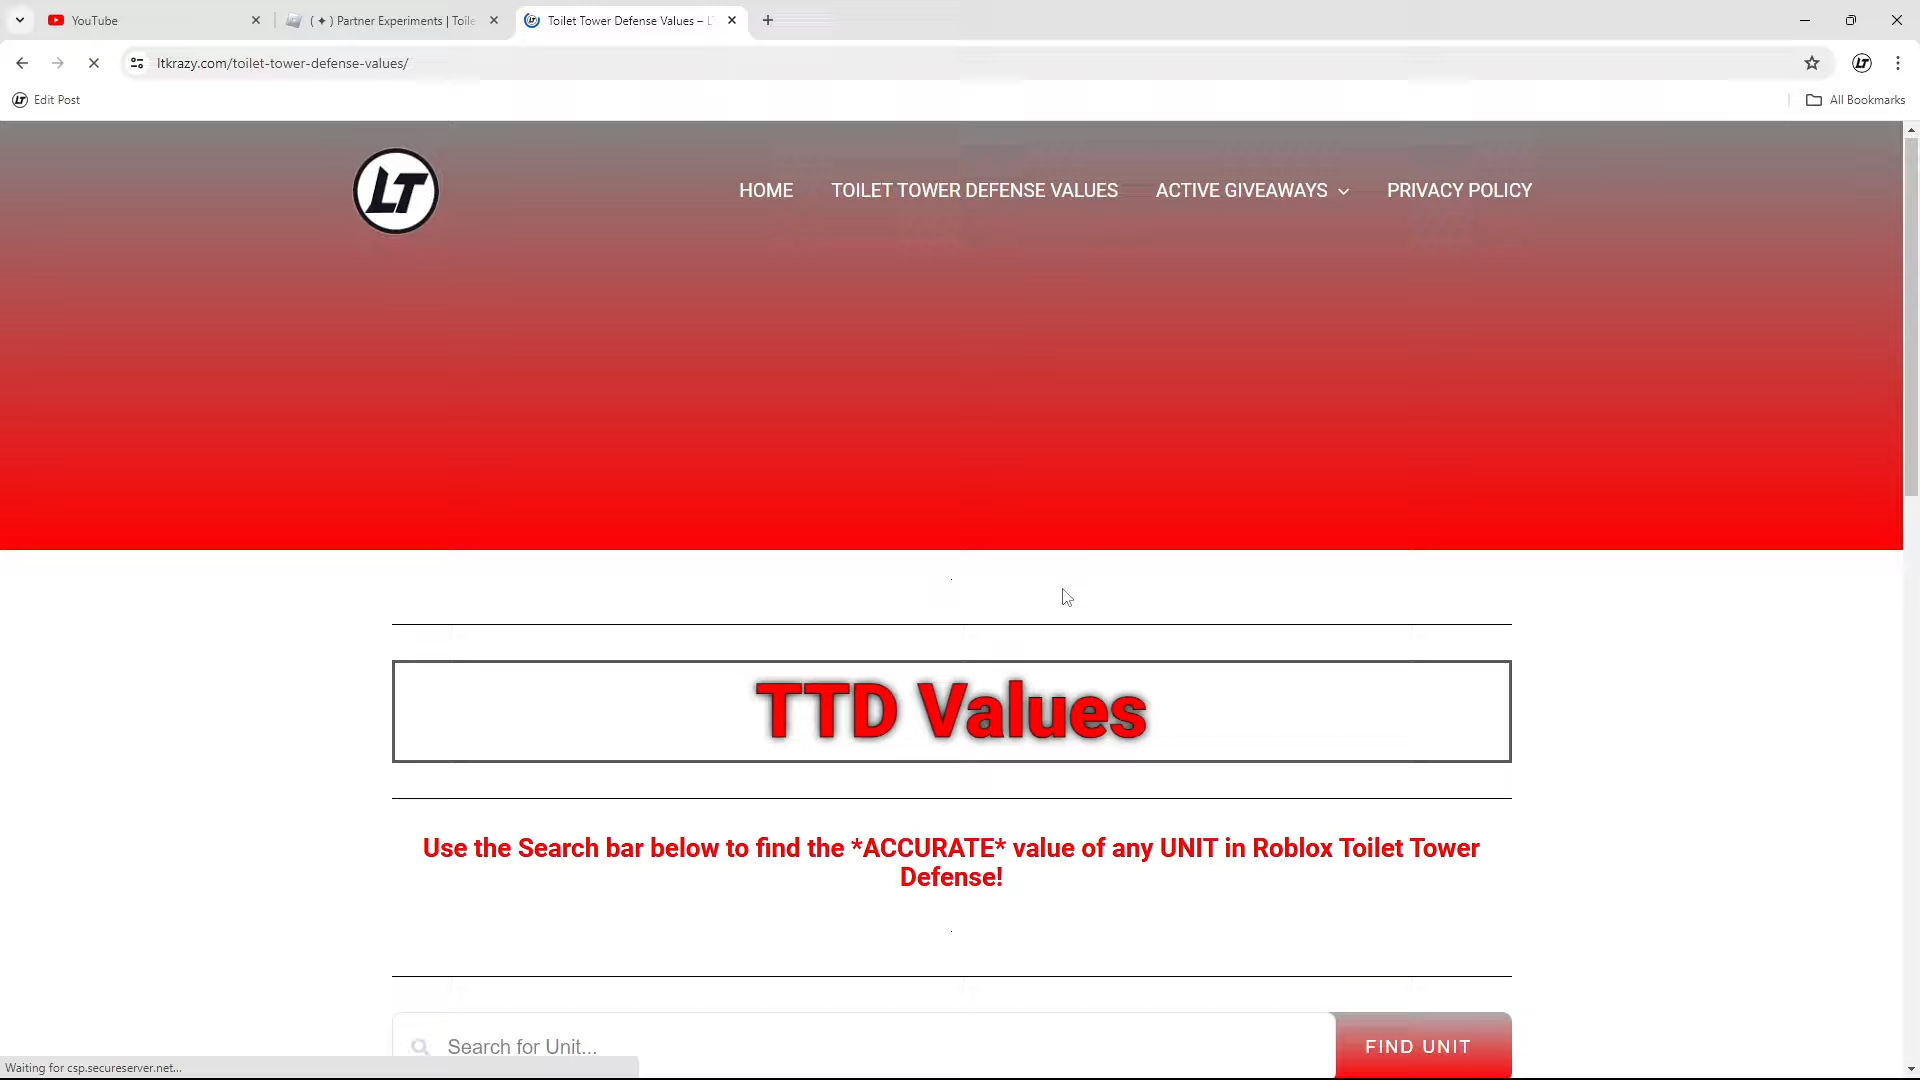 YouTube
( ✦ ) Partner Experiments | Toile
Toilet Tower Defense Values – L
ltkrazy.com/toilet-tower-defense-values/
LT
Edit Post
All Bookmarks
LT
HOME
TOILET TOWER DEFENSE VALUES
ACTIVE GIVEAWAYS
PRIVACY POLICY
.
TTD Values
Use the Search bar below to find the *ACCURATE* value of any UNIT in Roblox Toilet Tower
Defense!
.
Search for Unit...
FIND UNIT
Waiting for csp.secureserver.net...